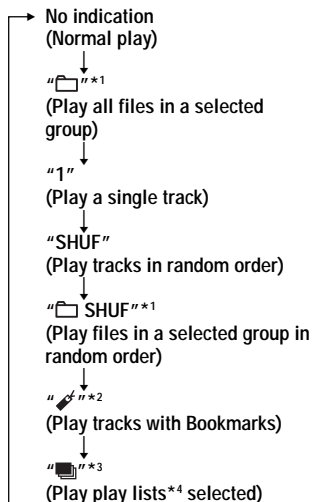 No indication
(Normal play)
“ ”*1
(Play all files in a selected
group)
“1”
(Play a single track)
“SHUF”
(Play tracks in random order)
“ SHUF”*1
(Play files in a selected group in
random order)
“ ”*2
(Play tracks with Bookmarks)
“ ”*3
(Play play lists*4 selected)